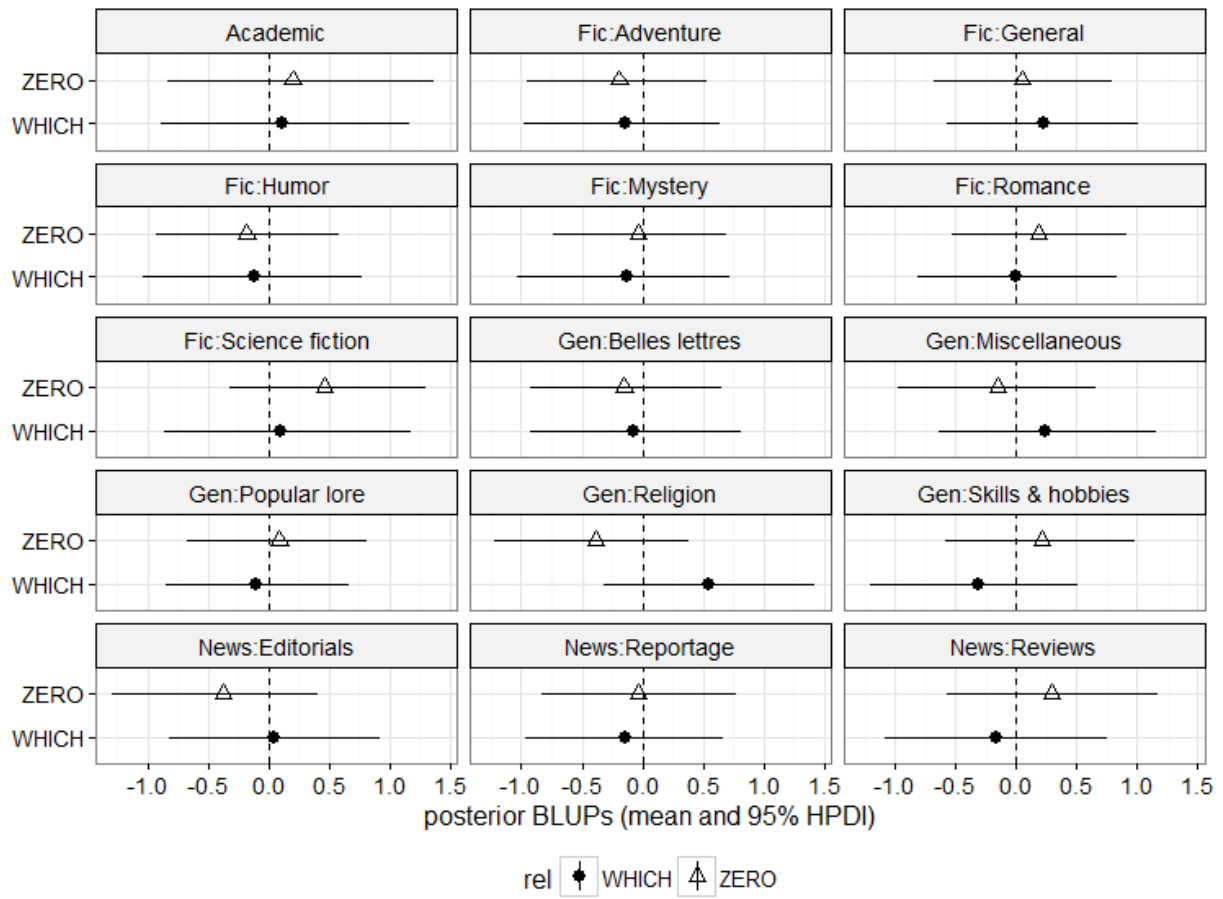 Academic Fic:Adventure Fic:General
ZERO
WHICH
Fic:Humor Fic:Mystery Fic:Romance
ZERO
WHICH
Fic:Science fiction Gen:Belles lettres Gen:Miscellaneous
ZERO
WHICH
Gen:Popular lore Gen:Religion Gen:Skills & hobbies
ZERO
WHICH
News:Editorials News:Reportage News:Reviews
ZERO
WHICH
-1.0 -0.5 0.0 0.5 1.0 1.5 -1.0 -0.5 0.0 0.5 1.0 1.5 -1.0 -0.5 0.0 0.5 1.0 1.5
posterior BLUPs (mean and 95% HPDI)
rel WHICH ZERO